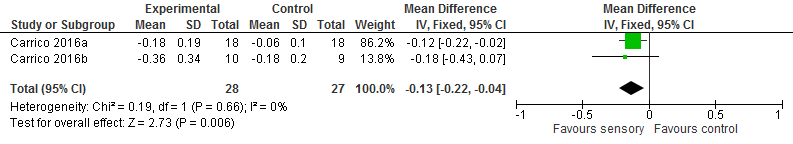 Experimental Control Mean Difference Mean Difference
Study or Subgroup Mean SD Total Mean SD Total Weight IV, Fixed, 95% CI IV, Fixed, 95% CI
Carrico 2016a -0.18 0.19 18 -0.06 0.1 18 86.2% -0.12 [-0.22, -0.02]
Carrico 2016b -0.36 0.34 10 -0.18 0.2 9 13.8% -0.18 [-0.43, 0.07]
Total (95% CI) 28 27 100.0% -0.13 [-0.22, -0.04]
Heterogeneity: Chi² = 0.19, df = 1 (P = 0.66); I² = 0%
Test for overall effect: Z = 2.73 (P = 0.006)
-1 -0.5 0 0.5 1
Favours sensory Favours control